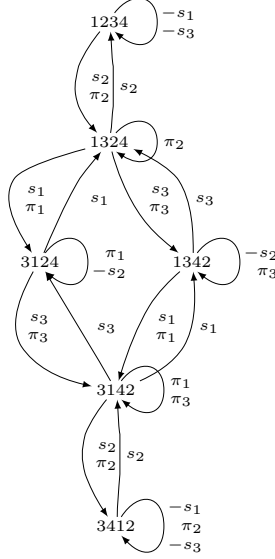 1234
−s₁
−s₃
s₂
π₂
s₂
1324
π₂
s₁
π₁
s₁
s₃
π₃
s₃
3124
π₁
−s₂
1342
−s₂
π₃
s₃
π₃
s₃
s₁
π₁
s₁
3142
π₁
π₃
s₂
π₂
s₂
3412
−s₁
π₂
−s₃